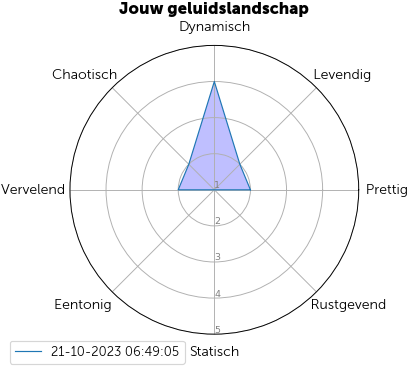 Jouw geluidslandschap
Dynamisch
Chaotisch
Levendig
Vervelend
1
Prettig
2
3
4
Eentonig
Rustgevend
5
21-10-2023 06:49:05
Statisch